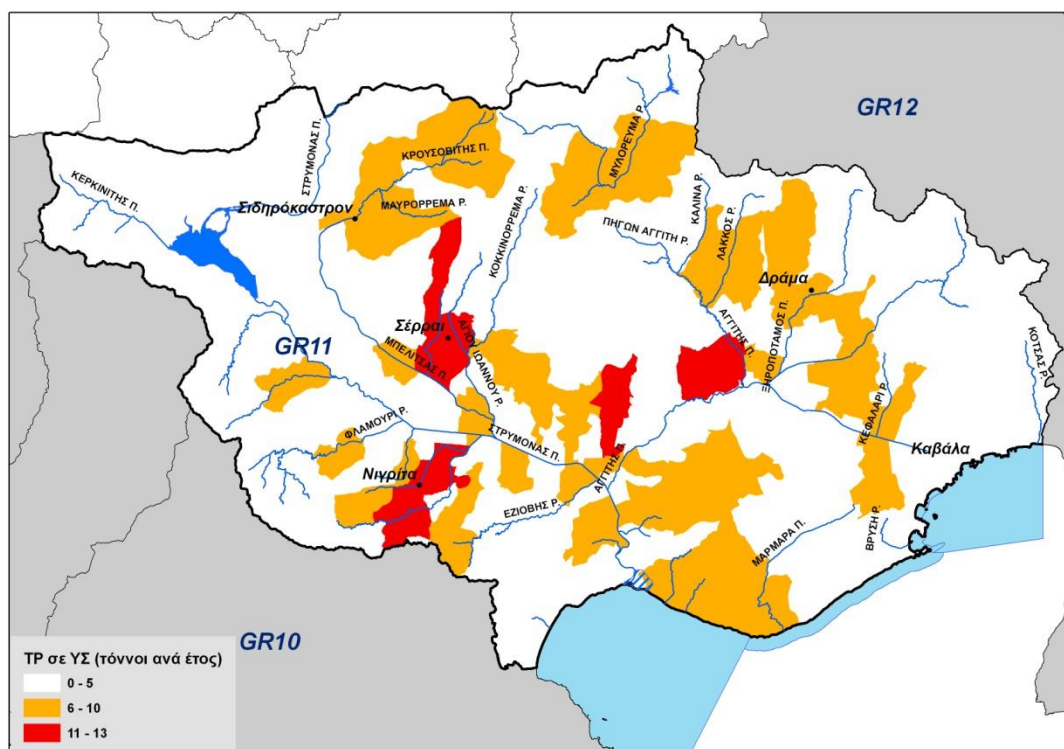 GR12
ΚΡΟΥΣΟΒΙΤΗΣ Π.
ΜΥΛΟΡΕΥΜΑ Ρ.
ΣΤΡΥΜΟΝΑΣ Π.
ΚΕΡΚΙΝΙΤΗΣ Π.
Σιδηρόκαστρον
ΜΑΥΡΟΡΡΕΜΑ Ρ.
ΚΟΚΚΙΝΟΡΡΕΜΑ Ρ.
ΠΗΓΩΝ ΑΓΓΙΤΗ Ρ.
ΚΑΛΙΝΑ Ρ.
ΛΑΚΚΟΣ Ρ.
Δράμα
Σέρραι
ΑΓΙΟΥ ΙΩΑΝΝΟΥ Ρ.
ΑΓΓΙΤΗΣ Π.
ΞΗΡΟΠΟΤΑΜΟΣ Π.
ΚΟΤΣΑΣ Ρ.
GR11
ΜΠΕΛΙΤΣΑΣ Π.
ΦΛΑΜΟΥΡΙ Ρ.
ΣΤΡΥΜΟΝΑΣ Π.
ΚΕΦΑΛΑΡΙ Ρ.
Καβάλα
Νιγρίτα
ΑΓΓΙΤΗΣ Π.
ΕΖΙΟΒΗΣ Ρ.
ΜΑΡΜΑΡΑ Π.
ΒΡΥΣΗ Ρ.
GR10
ΤΡ σε ΥΣ (τόννοι ανά έτος)
0 - 5
6 - 10
11 - 13